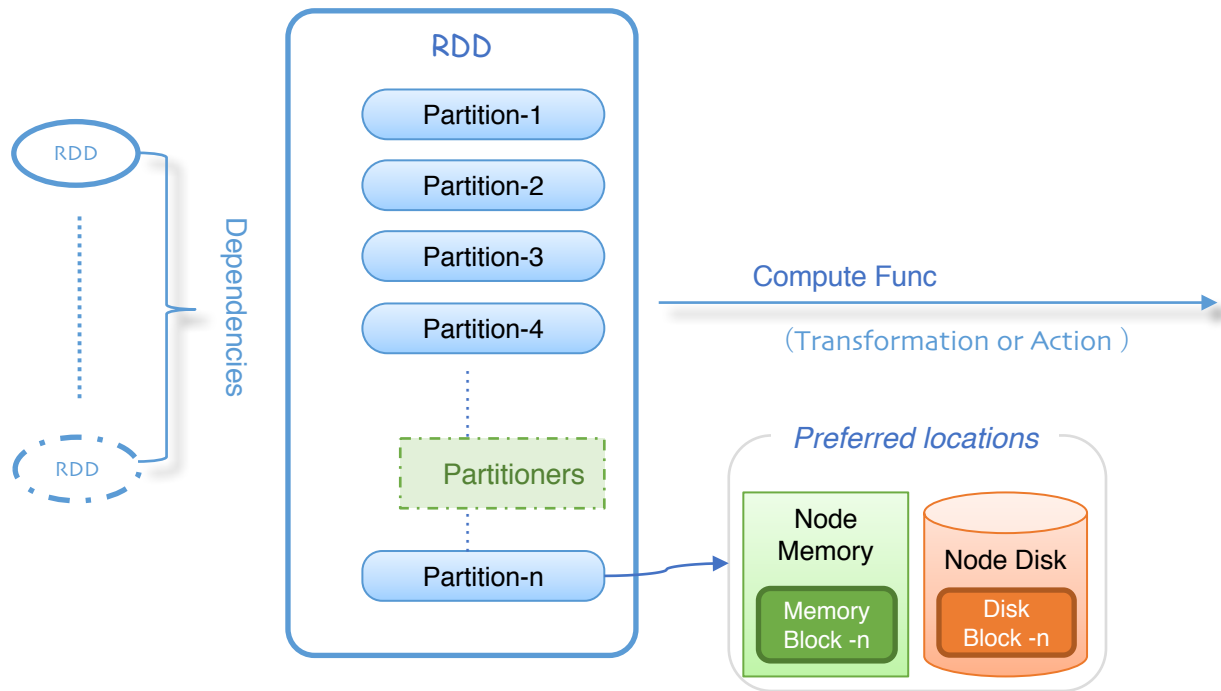 RDD
Partition-1
Partition-2
Partition-3
Partition-4
Partitioners
Partition-n
RDD
RDD
Dependencies
Compute Func
（Transformation or Action ）
Preferred locations
Node
Memory
Memory
Block -n
Node Disk
Disk
Block -n